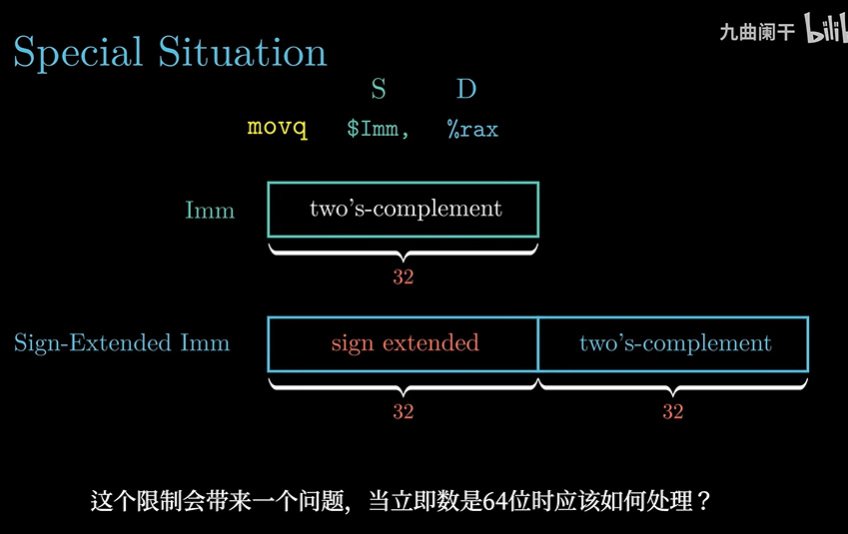 九曲阑干 bilib
Special Situation
S D
movq $Imm, %rax
Imm two's-complement
32
Sign-Extended Imm sign extended two's-complement
32 32
这个限制会带来一个问题，当立即数是64位时应该如何处理？